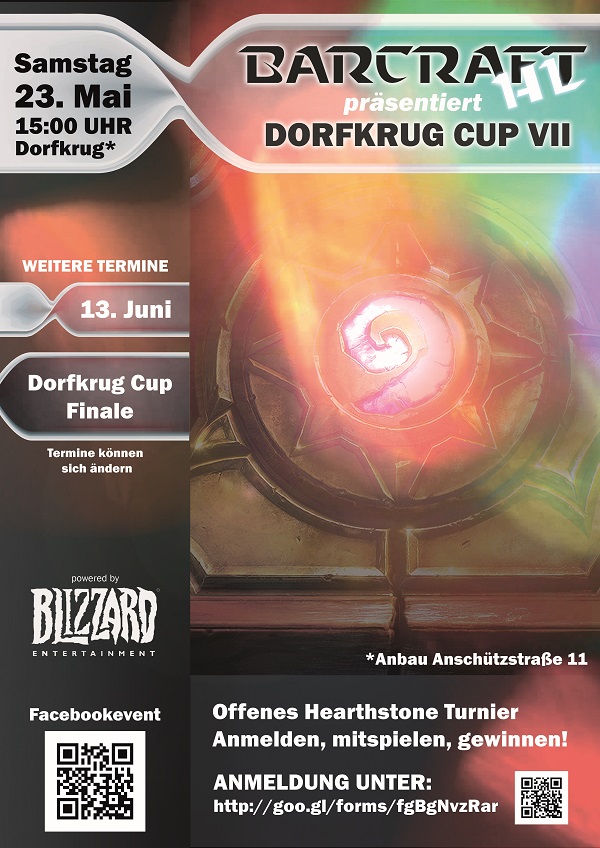 Samstag
23. Mai
15:00 UHR
Dorfkrug*
BARCRAFT
HL
präsentiert
DORFKRUG CUP VII
WEITERE TERMINE
13. Juni
Dorfkrug Cup
Finale
Termine können
sich ändern
powered by
BLIZZARD
ENTERTAINMENT
*Anbau Anschützstraße 11
Facebookevent
Offenes Hearthstone Turnier
Anmelden, mitspielen, gewinnen!
ANMELDUNG UNTER:
http://goo.gl/forms/fgBgNvzRar